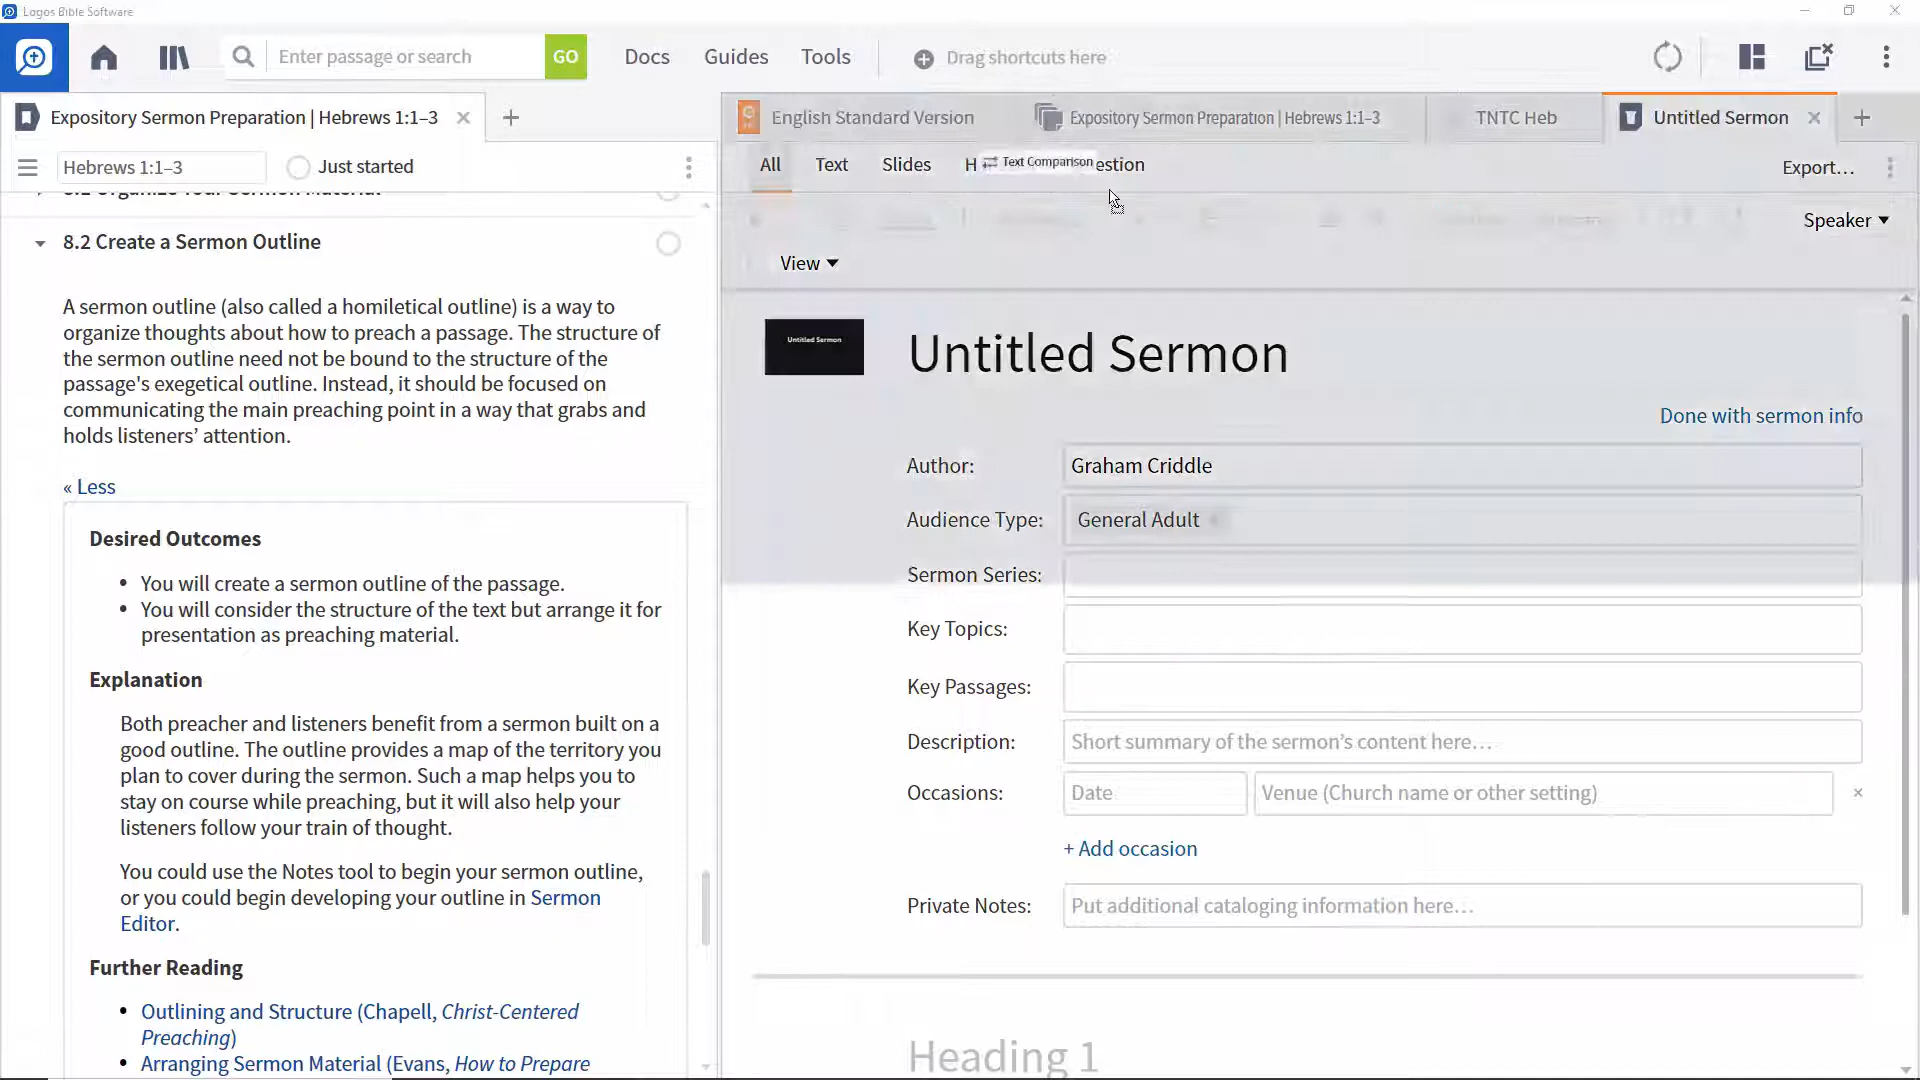 Logos Bible Software
Enter passage or search
GO
Docs
Guides
Tools
Drag shortcuts here
Expository Sermon Preparation | Hebrews 1:1–3
English Standard Version
Expository Sermon Preparation | Hebrews 1:1–3
TNTC Heb
Untitled Sermon
Hebrews 1:1–3
Just started
All
Text
Slides
H
Text Comparison
estion
Export…
8.1 Organize Your Sermon Material
Speaker
View
8.2 Create a Sermon Outline
A sermon outline (also called a homiletical outline) is a way to
organize thoughts about how to preach a passage. The structure of
the sermon outline need not be bound to the structure of the
passage's exegetical outline. Instead, it should be focused on
communicating the main preaching point in a way that grabs and
holds listeners’ attention.
« Less
Desired Outcomes
• You will create a sermon outline of the passage.
• You will consider the structure of the text but arrange it for
presentation as preaching material.
Explanation
Both preacher and listeners benefit from a sermon built on a
good outline. The outline provides a map of the territory you
plan to cover during the sermon. Such a map helps you to
stay on course while preaching, but it will also help your
listeners follow your train of thought.
You could use the Notes tool to begin your sermon outline,
or you could begin developing your outline in Sermon
Editor.
Further Reading
• Outlining and Structure (Chapell, Christ-Centered
Preaching)
• Arranging Sermon Material (Evans, How to Prepare
Untitled Sermon
Untitled Sermon
Done with sermon info
Author:
Graham Criddle
Audience Type:
General Adult
Sermon Series:
Key Topics:
Key Passages:
Description:
Short summary of the sermon’s content here…
Occasions:
Date
Venue (Church name or other setting)
+ Add occasion
Private Notes:
Put additional cataloging information here…
Heading 1